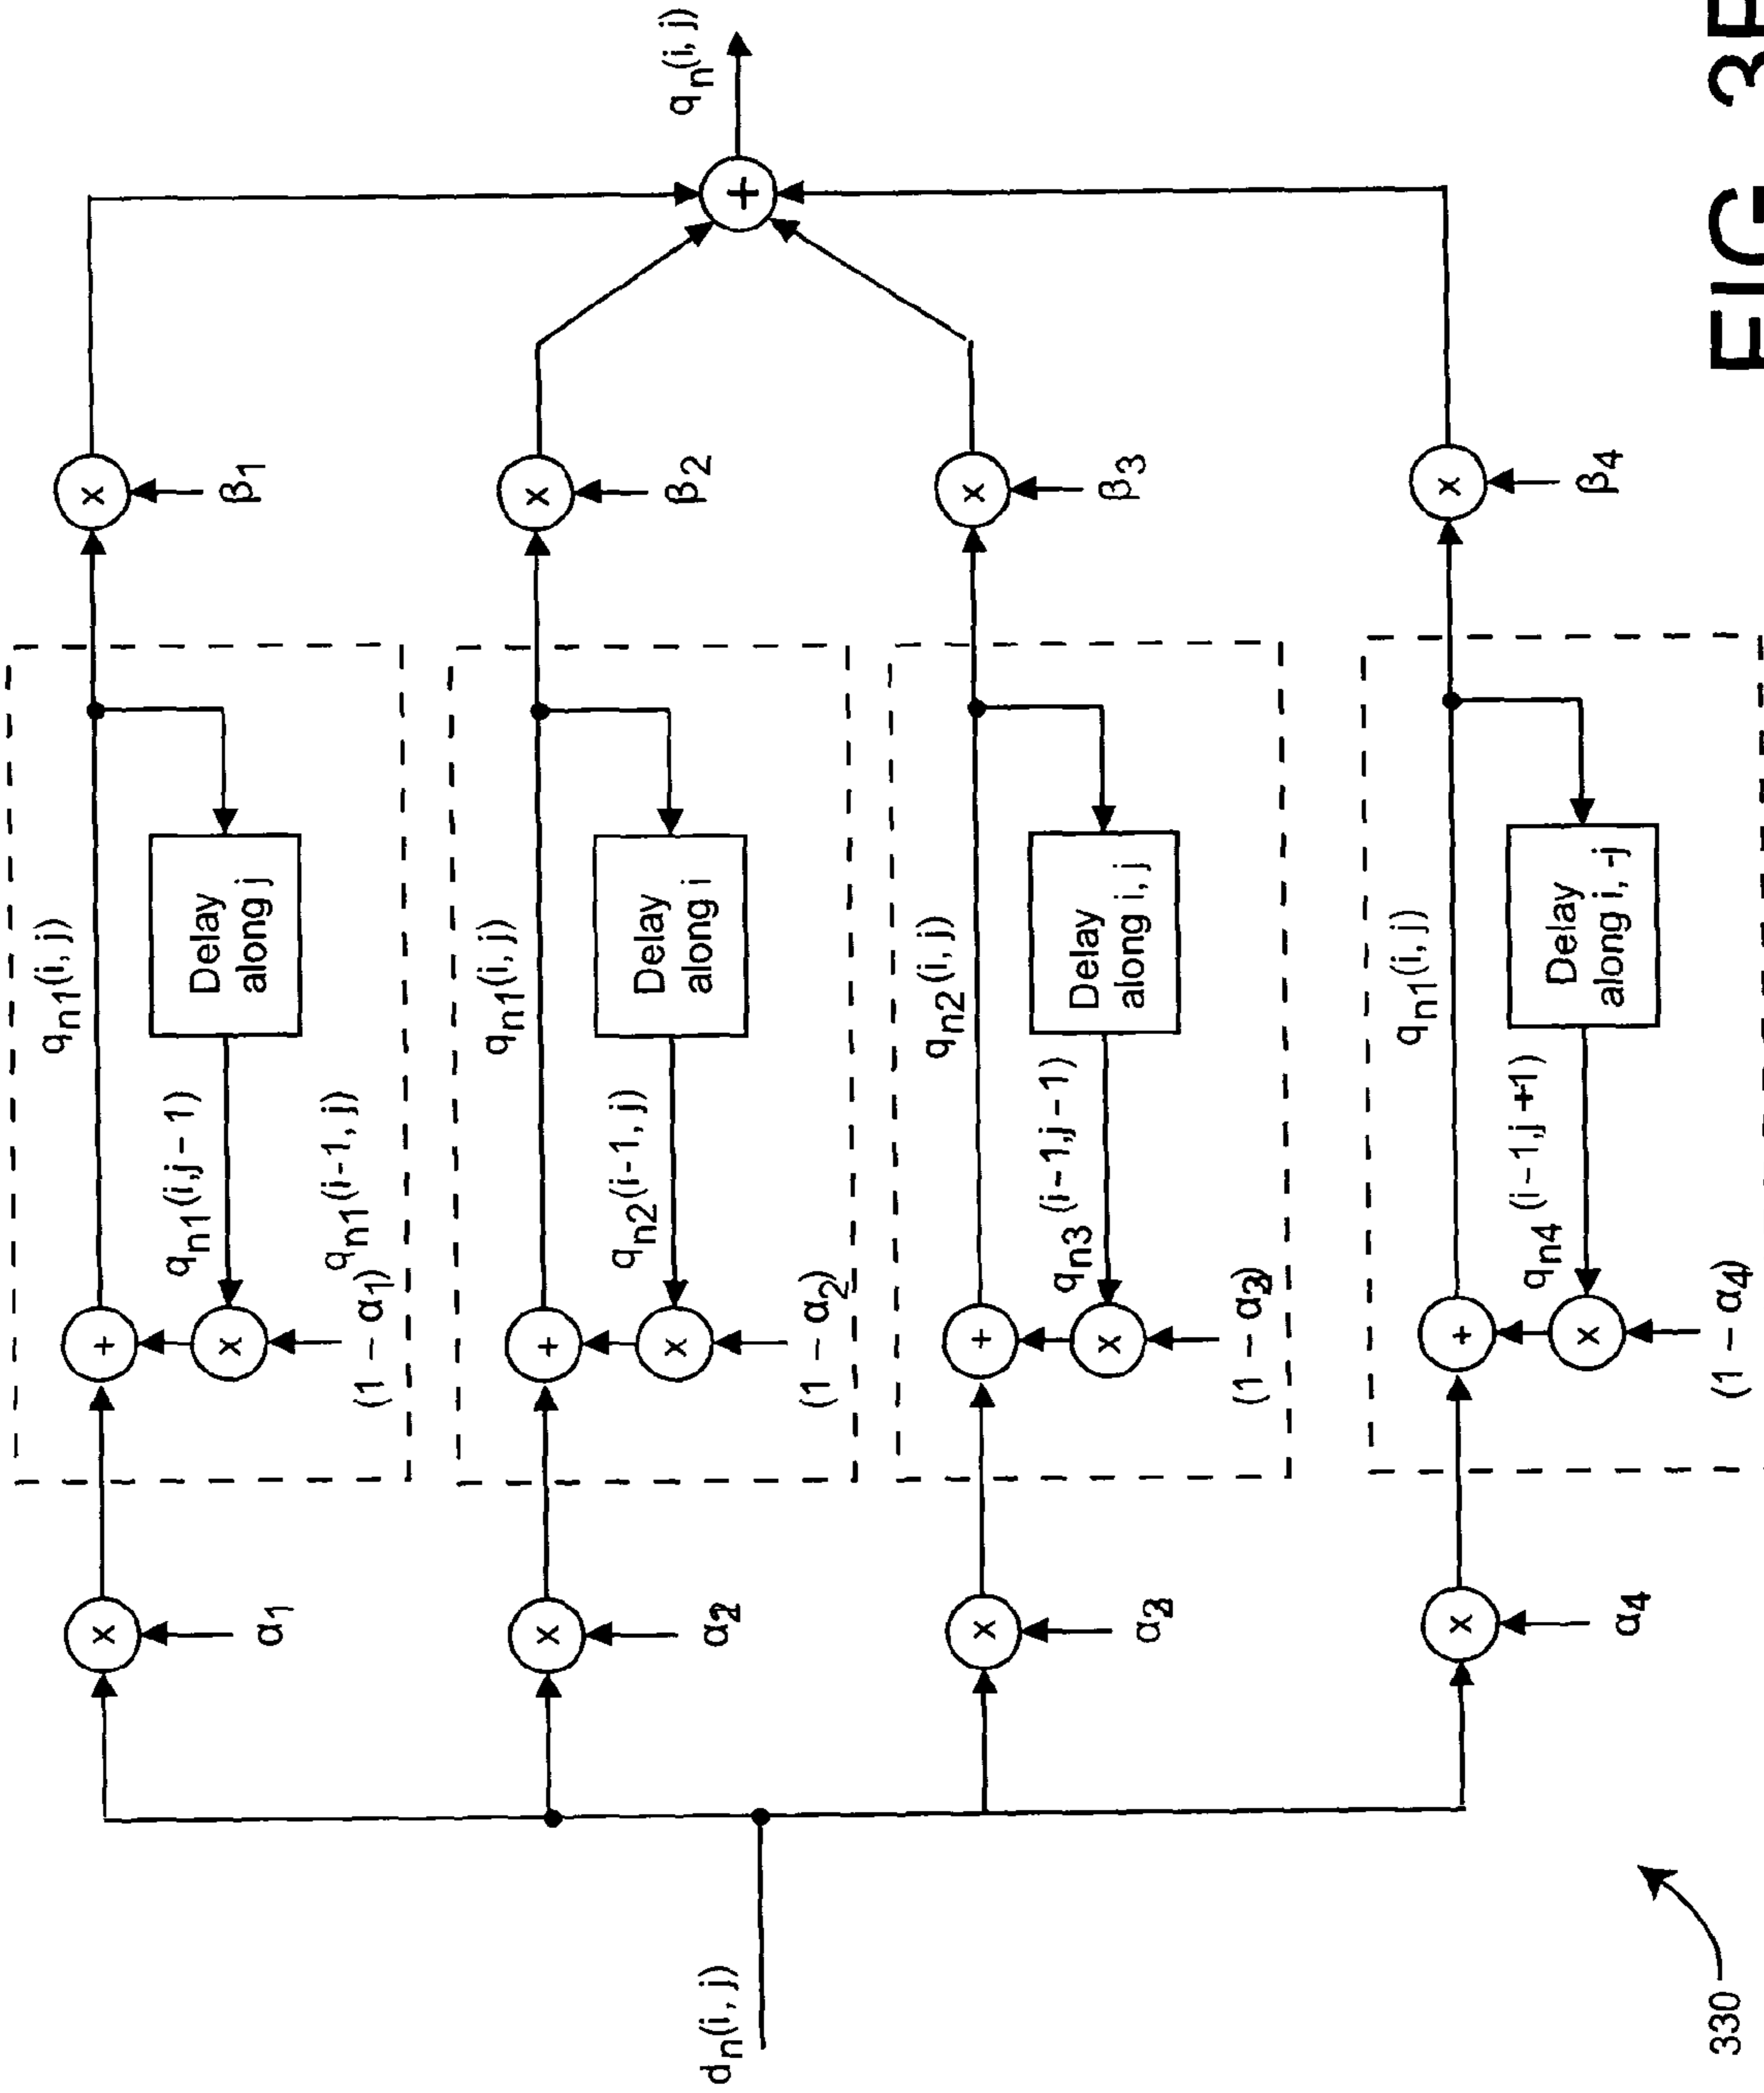 qn1(i, j)
qn1(i,j-1)
Delay
along j
qn1(i-1, j)
α1
(1 - α1)
β1
qn1(i, j)
qn2(i-1, j)
Delay
along i
α2
(1 - α2)
β2
dn(i, j)
qn(i, j)
qn2(i, j)
qn3(i-1,j-1)
Delay
along i, j
α3
(1 - α3)
β3
qn1(i, j)
qn4(i-1,j+1)
Delay
along i, -j
α4
(1 - α4)
β4
330
FIG.